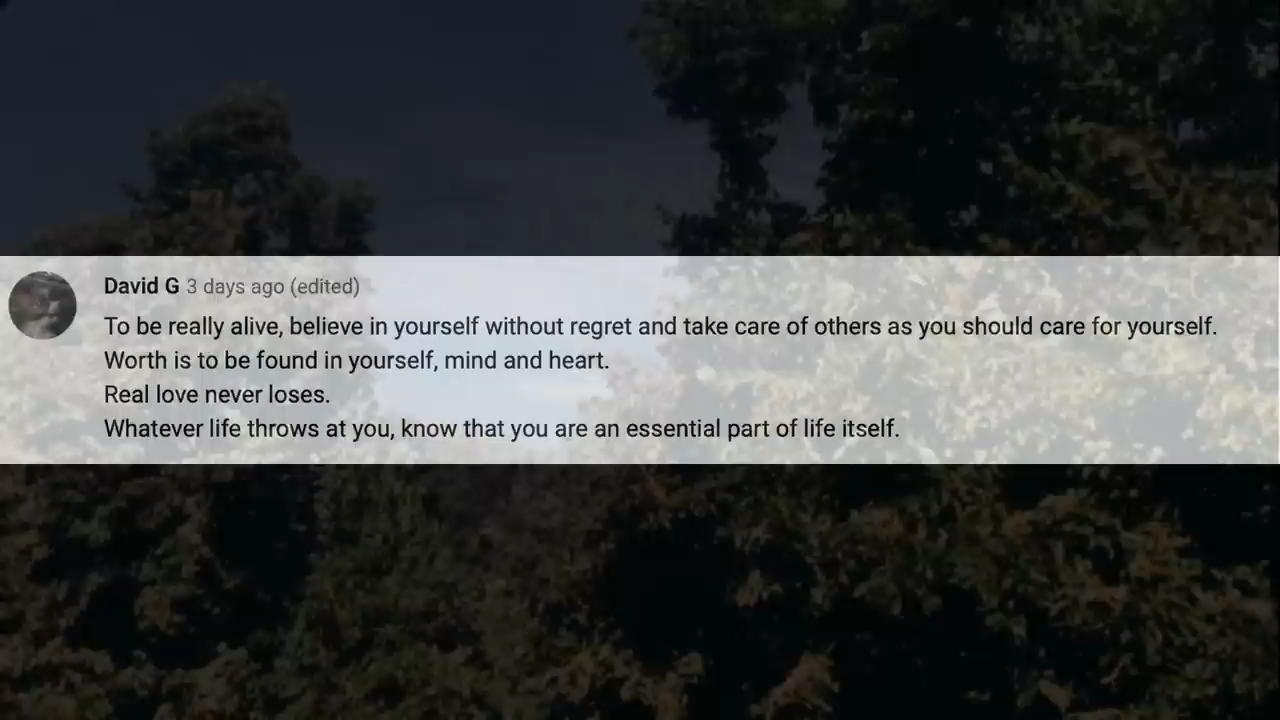 David G 3 days ago (edited)
To be really alive, believe in yourself without regret and take care of others as you should care for yourself.
Worth is to be found in yourself, mind and heart.
Real love never loses.
Whatever life throws at you, know that you are an essential part of life itself.